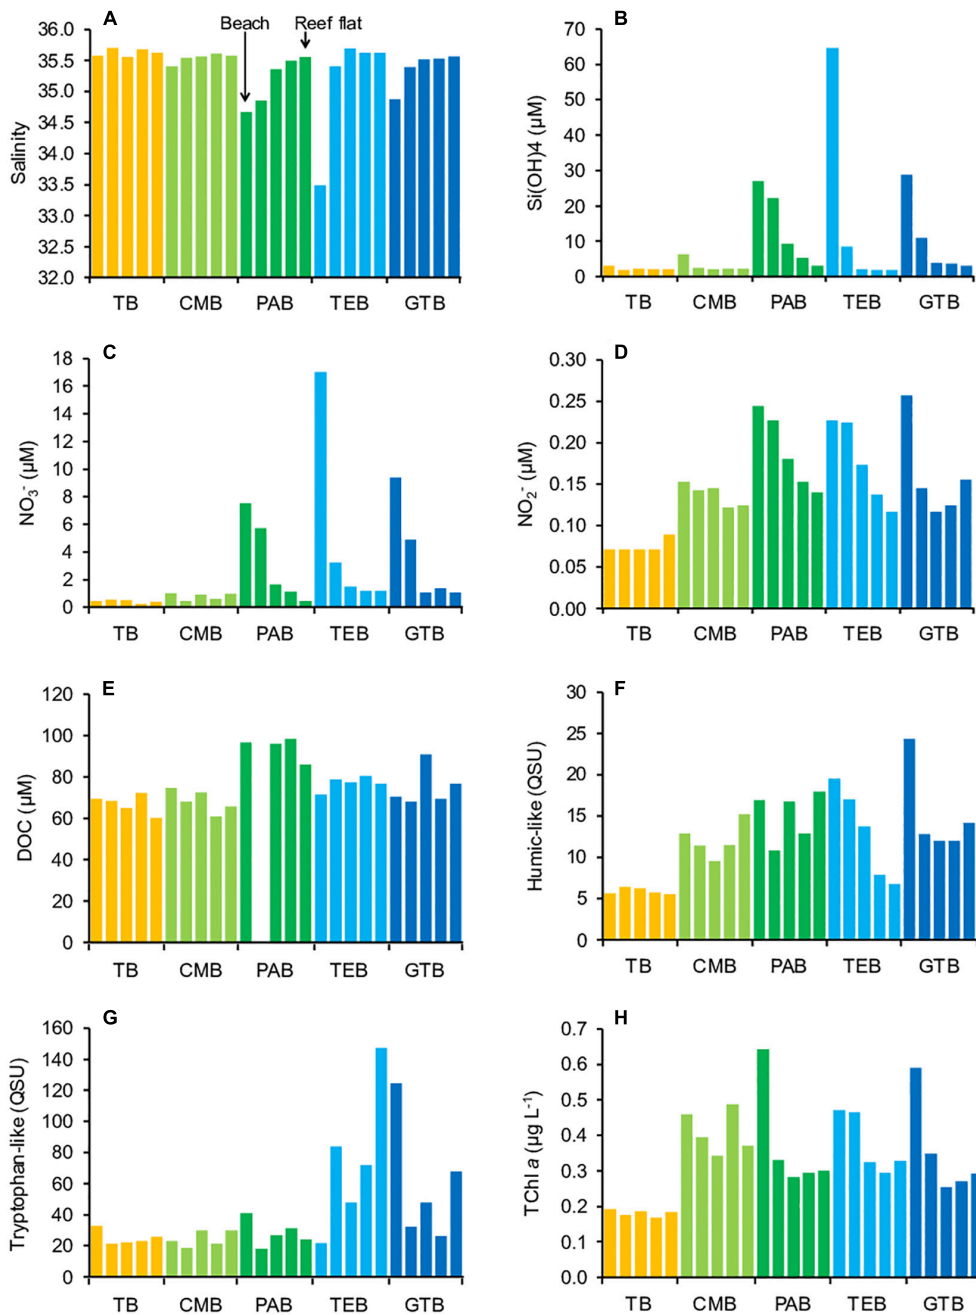 A
Beach Reef flat
Salinity
36.0
35.5
35.0
34.5
34.0
33.5
33.0
32.5
32.0
TB CMB PAB TEB GTB
B
Si(OH)4 (µM)
70
60
50
40
30
20
10
0
TB CMB PAB TEB GTB
C
NO3- (µM)
18
16
14
12
10
8
6
4
2
0
TB CMB PAB TEB GTB
D
NO2- (µM)
0.30
0.25
0.20
0.15
0.10
0.05
0.00
TB CMB PAB TEB GTB
E
DOC (µM)
120
100
80
60
40
20
0
TB CMB PAB TEB GTB
F
Humic-like (QSU)
30
25
20
15
10
5
0
TB CMB PAB TEB GTB
G
Tryptophan-like (QSU)
160
140
120
100
80
60
40
20
0
TB CMB PAB TEB GTB
H
TChl a (µg L-1)
0.7
0.6
0.5
0.4
0.3
0.2
0.1
0.0
TB CMB PAB TEB GTB